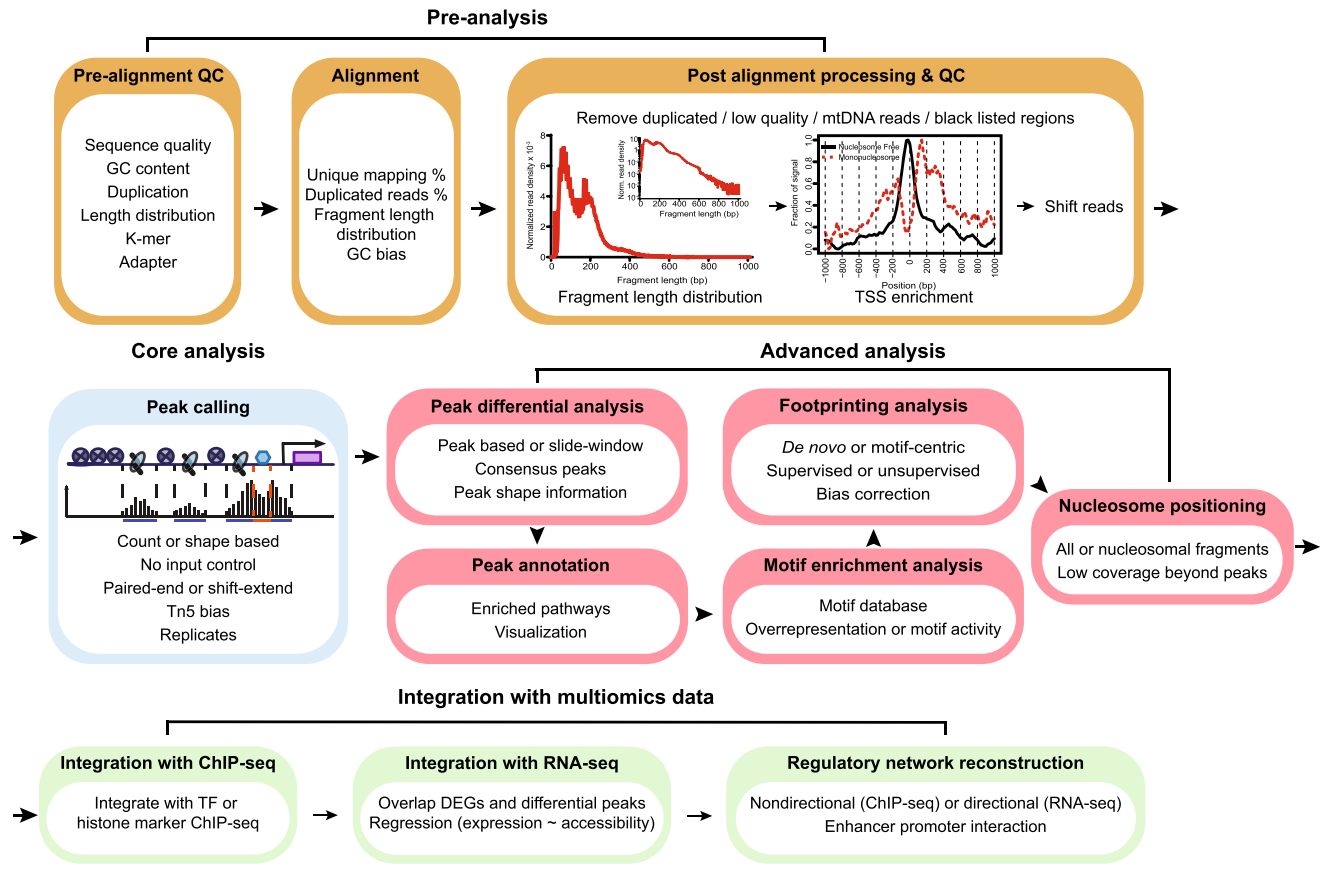 Pre-analysis
Pre-alignment QC
Sequence quality
GC content
Duplication
Length distribution
K-mer
Adapter
Alignment
Unique mapping %
Duplicated reads %
Fragment length
distribution
GC bias
Post alignment processing & QC
Remove duplicated / low quality / mtDNA reads / black listed regions
Normalized read density x 10⁻³
8
6
4
2
0
0 200 400 600 800 1000
Fragment length (bp)
Norm. read density
0 200 400 600 800 1000
Fragment length (bp)
Fragment length distribution
Nucleosome Free
Mononucleosome
Fraction of signal
1.0
0.8
0.6
0.4
0.2
0.0
−1000 −800 −600 −400 −200 0 200 400 600 800 1000
Position (bp)
TSS enrichment
Shift reads
Core analysis
Peak calling
Count or shape based
No input control
Paired-end or shift-extend
Tn5 bias
Replicates
Advanced analysis
Peak differential analysis
Peak based or slide-window
Consensus peaks
Peak shape information
Peak annotation
Enriched pathways
Visualization
Motif enrichment analysis
Motif database
Overrepresentation or motif activity
Footprinting analysis
De novo or motif-centric
Supervised or unsupervised
Bias correction
Nucleosome positioning
All or nucleosomal fragments
Low coverage beyond peaks
Integration with multiomics data
Integration with ChIP-seq
Integrate with TF or
histone marker ChIP-seq
Integration with RNA-seq
Overlap DEGs and differential peaks
Regression (expression ~ accessibility)
Regulatory network reconstruction
Nondirectional (ChIP-seq) or directional (RNA-seq)
Enhancer promoter interaction